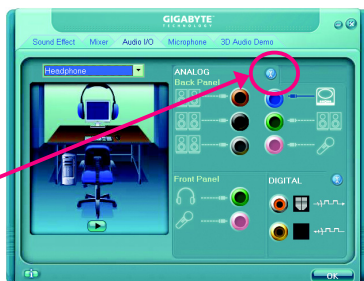 GIGABYTE
TECHNOLOGY
Sound Effect Mixer Audio I/O Microphone 3D Audio Demo
Headphone
ANALOG
Back Panel
Front Panel
DIGITAL
OK